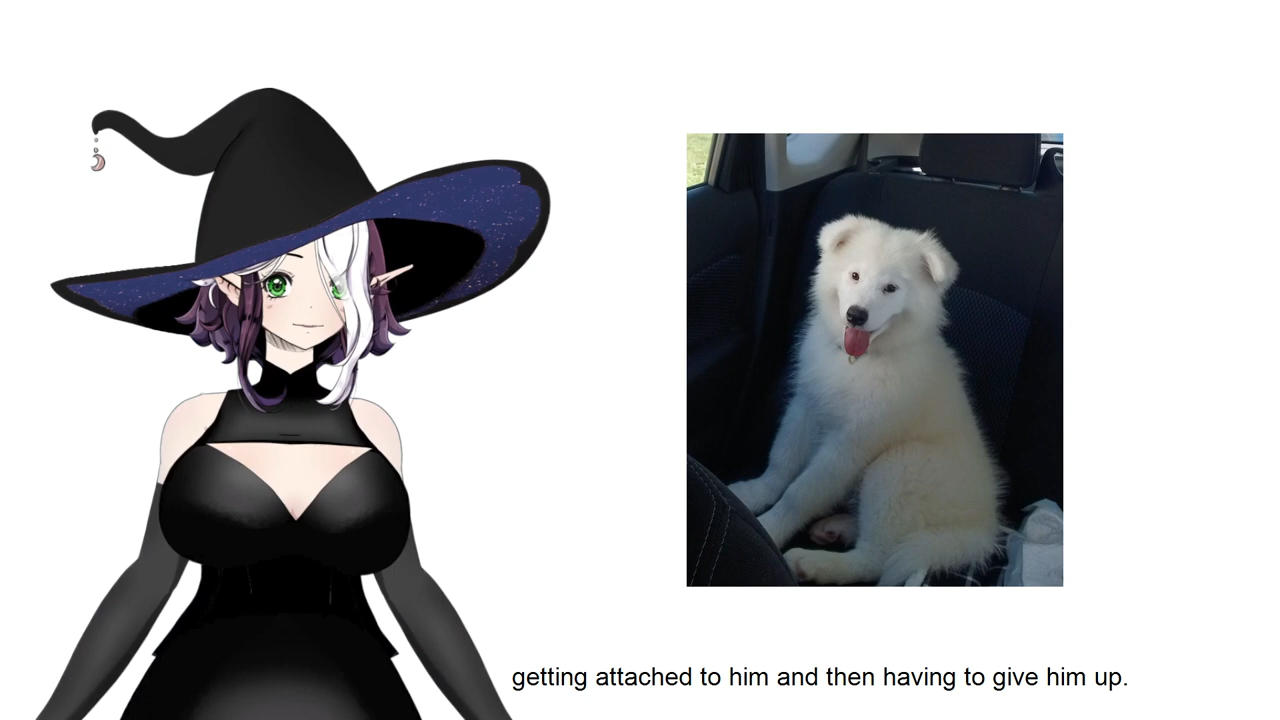 getting attached to him and then having to give him up.